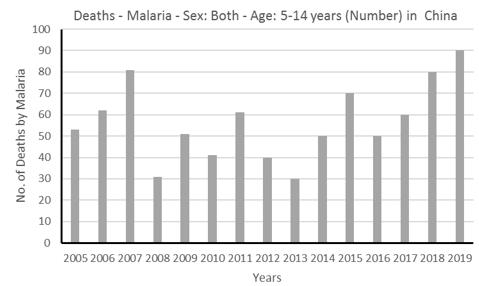 Deaths - Malaria - Sex: Both - Age: 5-14 years (Number) in China
No. of Deaths by Malaria
100
90
80
70
60
50
40
30
20
10
0
2005 2006 2007 2008 2009 2010 2011 2012 2013 2014 2015 2016 2017 2018 2019
Years